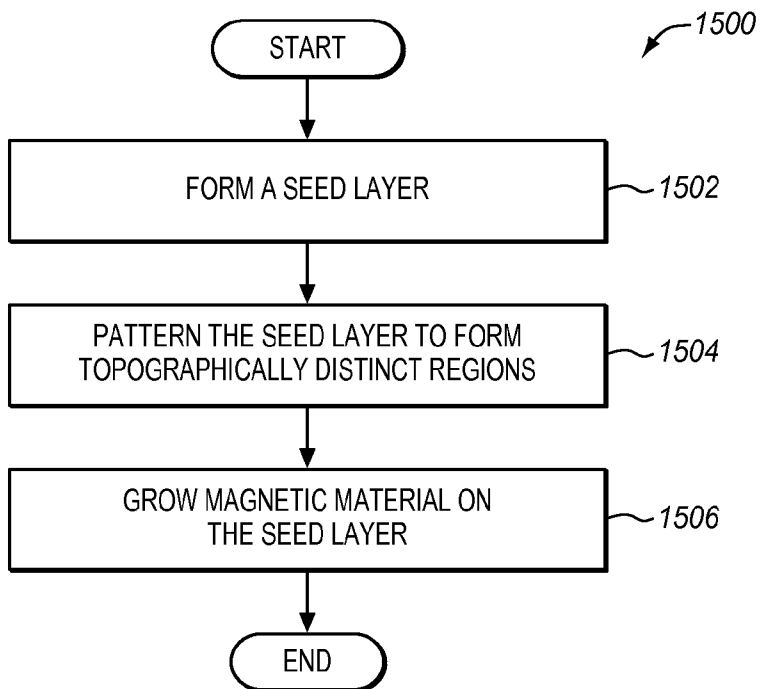 1500
START
FORM A SEED LAYER
1502
PATTERN THE SEED LAYER TO FORM
TOPOGRAPHICALLY DISTINCT REGIONS
1504
GROW MAGNETIC MATERIAL ON
THE SEED LAYER
1506
END